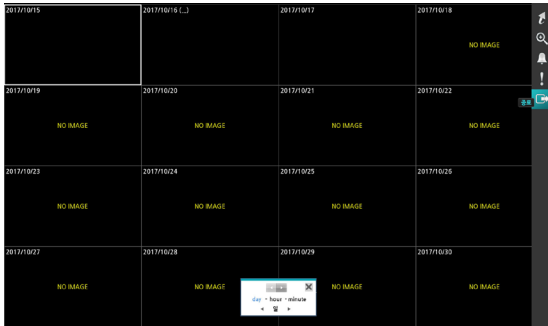 2017/10/15
2017/10/16 (...)
2017/10/17
2017/10/18
NO IMAGE
2017/10/19
2017/10/20
2017/10/21
2017/10/22
종료
NO IMAGE
NO IMAGE
NO IMAGE
NO IMAGE
2017/10/23
2017/10/24
2017/10/25
2017/10/26
NO IMAGE
NO IMAGE
NO IMAGE
NO IMAGE
2017/10/27
2017/10/28
2017/10/29
2017/10/30
NO IMAGE
NO IMAGE
NO IMAGE
NO IMAGE
day - hour - minute
일